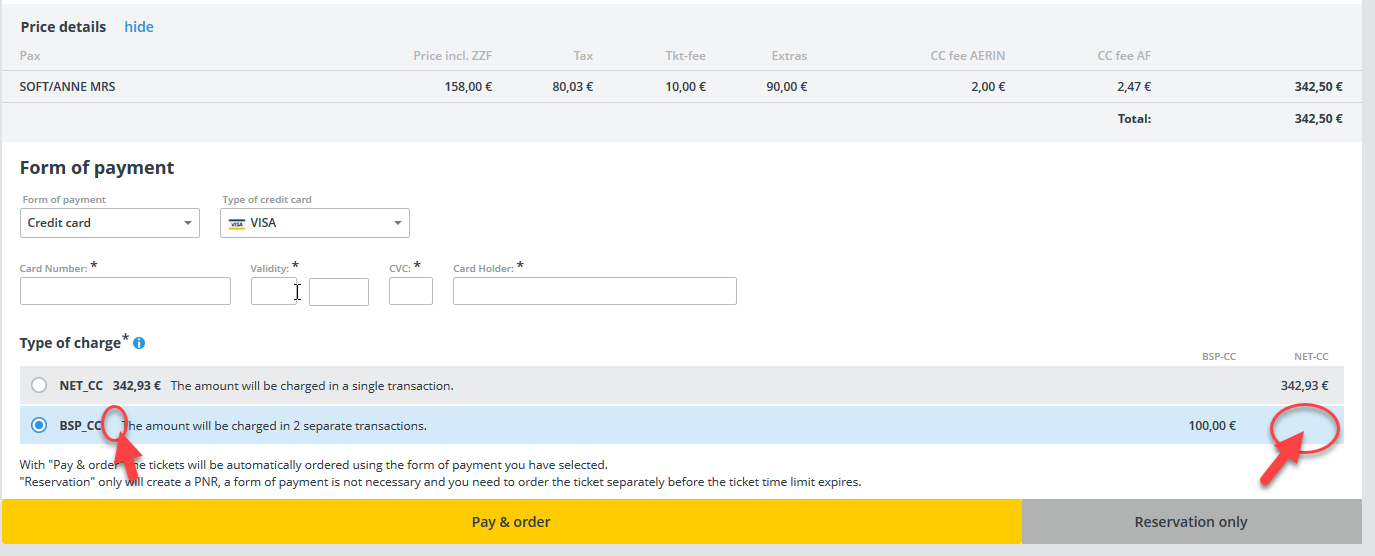 Price details hide
Pax Price incl. ZZF Tax Tkt-fee Extras CC fee AERIN CC fee AF
SOFT/ANNE MRS 158,00 € 80,03 € 10,00 € 90,00 € 2,00 € 2,47 € 342,50 €
Total: 342,50 €
Form of payment
Form of payment Type of credit card
Credit card VISA VISA
Card Number: * Validity: * CVC: * Card Holder: *
Type of charge* i
BSP-CC NET-CC
NET_CC 342,93 € The amount will be charged in a single transaction. 342,93 €
BSP_CC The amount will be charged in 2 separate transactions. 100,00 €
With "Pay & order" the tickets will be automatically ordered using the form of payment you have selected.
"Reservation" only will create a PNR, a form of payment is not necessary and you need to order the ticket separately before the ticket time limit expires.
Pay & order Reservation only